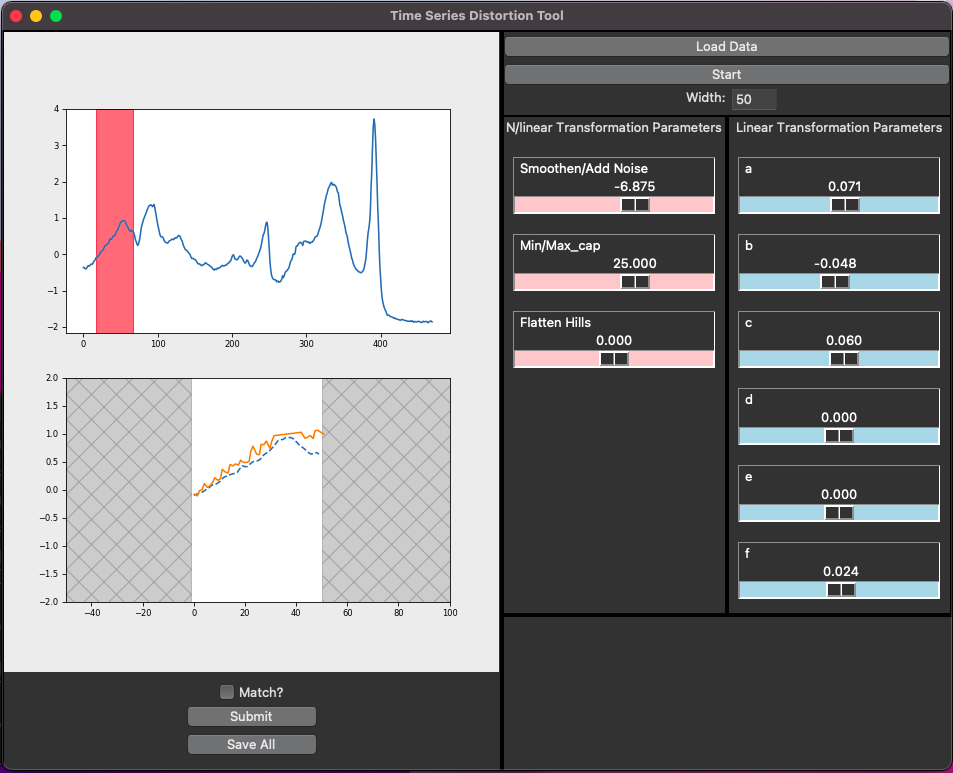 Time Series Distortion Tool
Load Data
Start
Width: 50
N/linear Transformation Parameters
Smoothen/Add Noise
-6.875
Min/Max_cap
25.000
Flatten Hills
0.000
Linear Transformation Parameters
a
0.071
b
-0.048
c
0.060
d
0.000
e
0.000
f
0.024
4
3
2
1
0
−1
−2
0 100 200 300 400
2.0
1.5
1.0
0.5
0.0
−0.5
−1.0
−1.5
−2.0
−40 −20 0 20 40 60 80 100
Match?
Submit
Save All